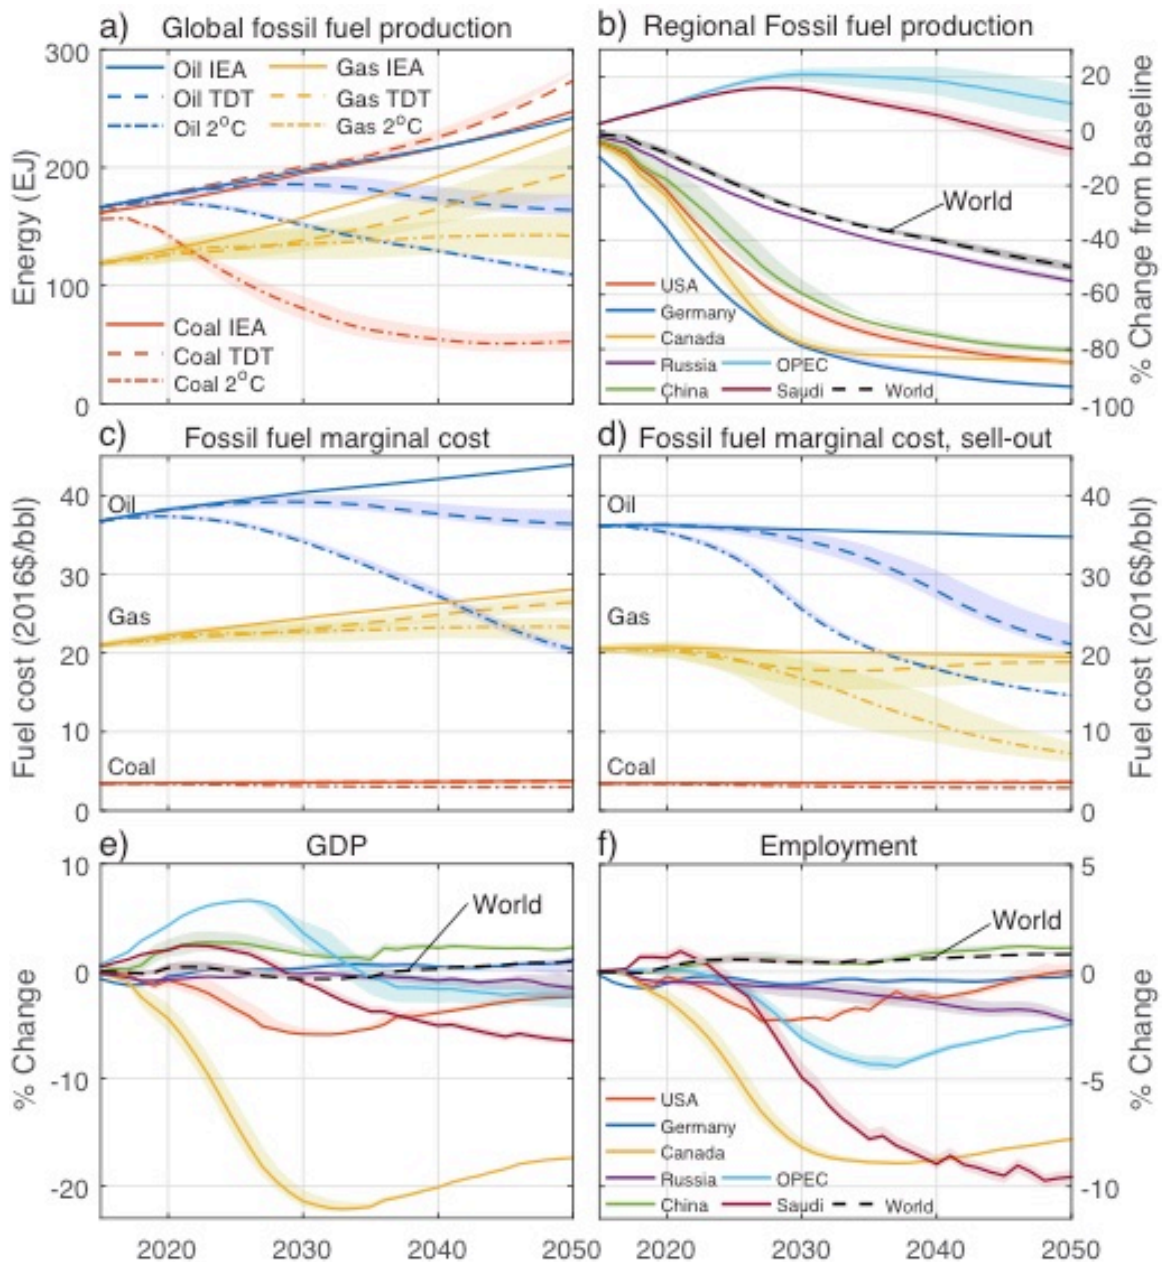 a) Global fossil fuel production
Energy (EJ)
300
200
100
0
Oil IEA
Oil TDT
Oil 2°C
Gas IEA
Gas TDT
Gas 2°C
Coal IEA
Coal TDT
Coal 2°C
b) Regional Fossil fuel production
World
USA
Germany
Canada
Russia OPEC
China Saudi World
20
0
-20
-40
-60
-80
-100
% Change from baseline
c) Fossil fuel marginal cost
Fuel cost (2016$/bbl)
40
30
20
10
0
Oil
Gas
Coal
d) Fossil fuel marginal cost, sell-out
Oil
Gas
Coal
40
30
20
10
0
Fuel cost (2016$/bbl)
e) GDP
% Change
10
0
-10
-20
World
2020 2030 2040 2050
f) Employment
World
USA
Germany
Canada
Russia OPEC
China Saudi World
5
0
-5
-10
% Change
2020 2030 2040 2050